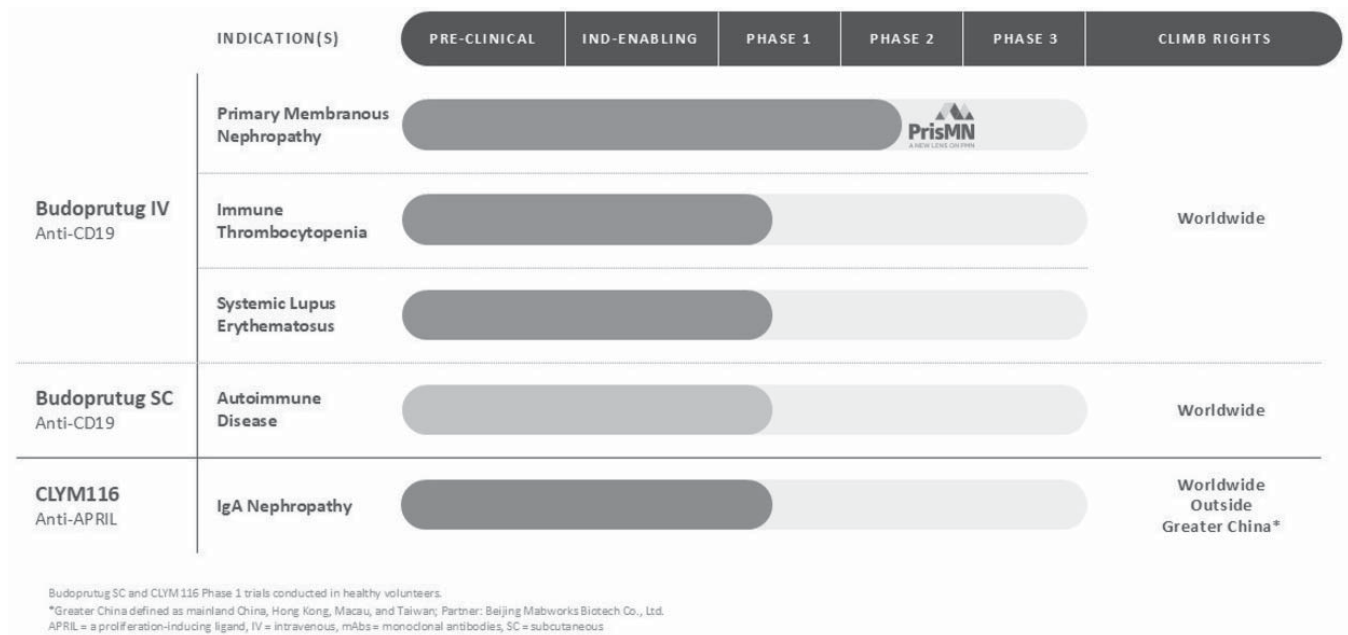 INDICATION(S) PRE-CLINICAL IND-ENABLING PHASE 1 PHASE 2 PHASE 3 CLIMB RIGHTS
Budoprutug IV
Anti-CD19
Primary Membranous
Nephropathy
PrisMN
A NEW LENS ON PMN
Immune
Thrombocytopenia
Systemic Lupus
Erythematosus
Worldwide
Budoprutug SC
Anti-CD19
Autoimmune
Disease
Worldwide
CLYM116
Anti-APRIL
IgA Nephropathy
Worldwide
Outside
Greater China*
Budoprutug SC and CLYM116 Phase 1 trials conducted in healthy volunteers.
*Greater China defined as mainland China, Hong Kong, Macau, and Taiwan; Partner: Beijing Mabworks Biotech Co., Ltd.
APRIL = a proliferation-inducing ligand, IV = intravenous, mAbs = monoclonal antibodies, SC = subcutaneous